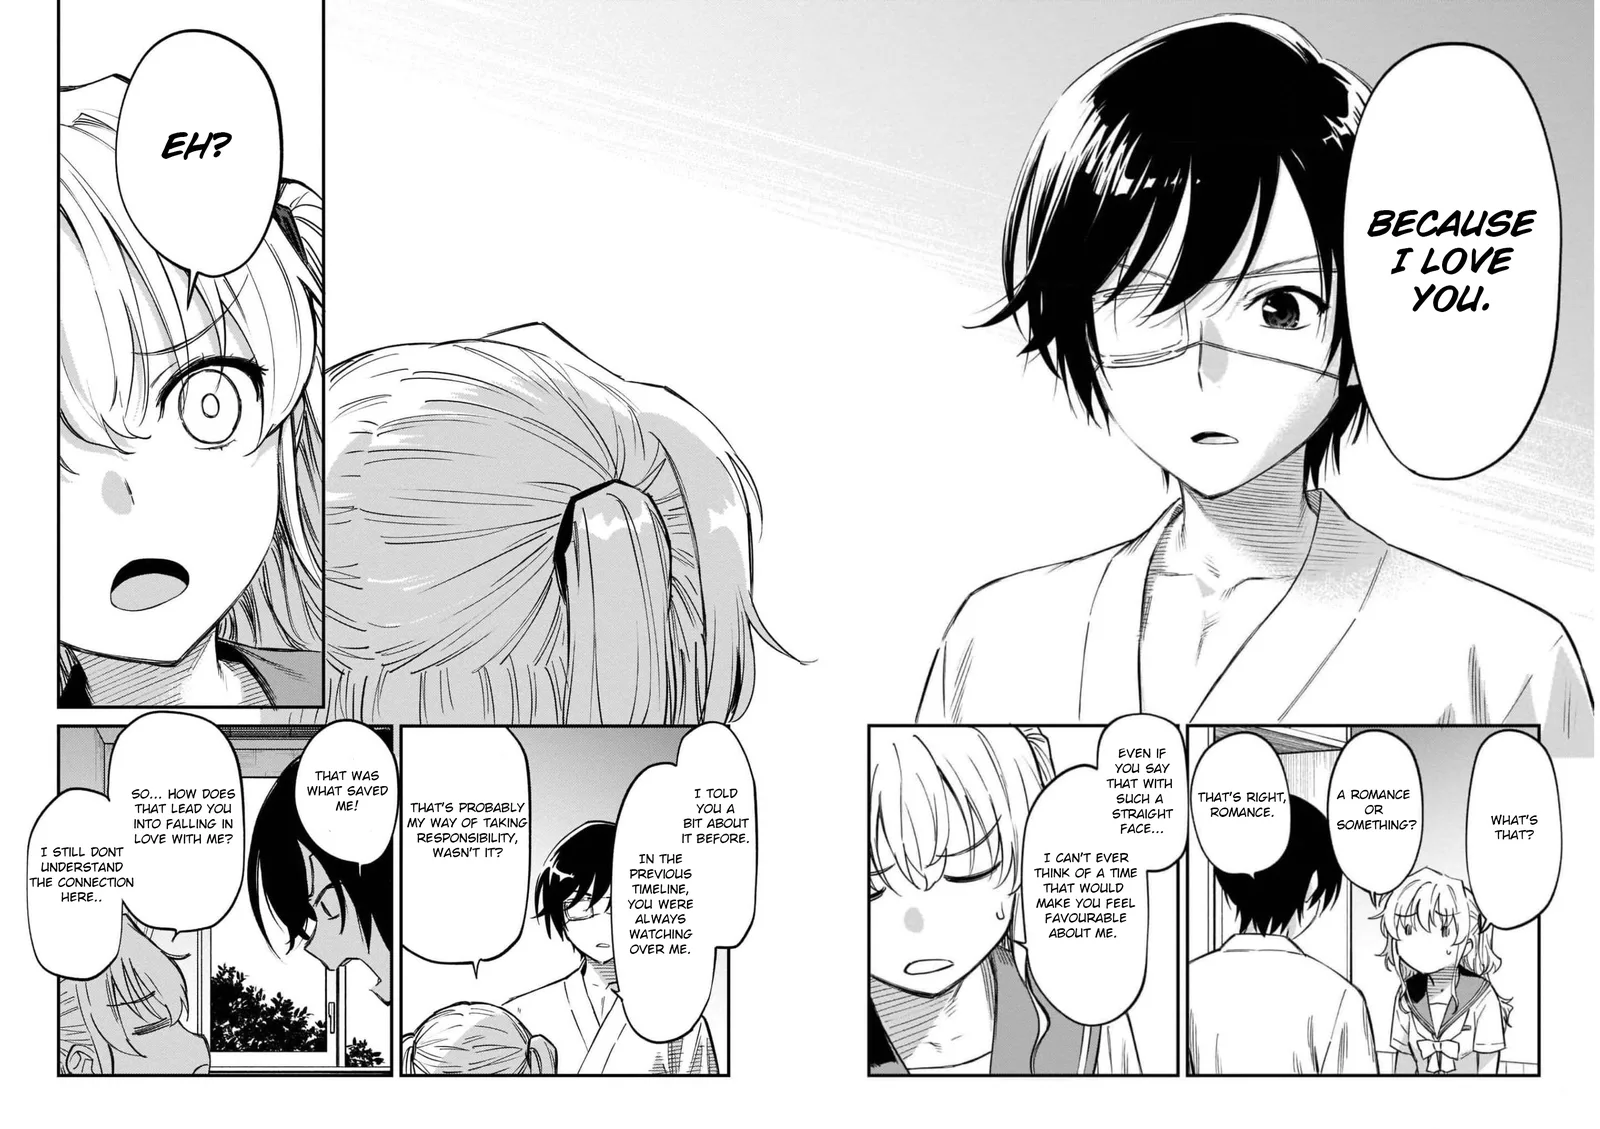 BECAUSE
I LOVE
YOU.
EH?
WHAT'S
THAT?
A ROMANCE
OR
SOMETHING?
THAT'S RIGHT,
ROMANCE.
EVEN IF
YOU SAY
THAT WITH
SUCH A
STRAIGHT
FACE...
I CAN'T EVER
THINK OF A TIME
THAT WOULD
MAKE YOU FEEL
FAVOURABLE
ABOUT ME.
I TOLD
YOU A
BIT ABOUT
IT BEFORE.
IN THE
PREVIOUS
TIMELINE,
YOU WERE
ALWAYS
WATCHING
OVER ME.
THAT'S PROBABLY
MY WAY OF TAKING
RESPONSIBILITY,
WASN'T IT?
THAT WAS
WHAT SAVED
ME!
SO... HOW DOES
THAT LEAD YOU
INTO FALLING IN
LOVE WITH ME?
I STILL DONT
UNDERSTAND
THE CONNECTION
HERE..